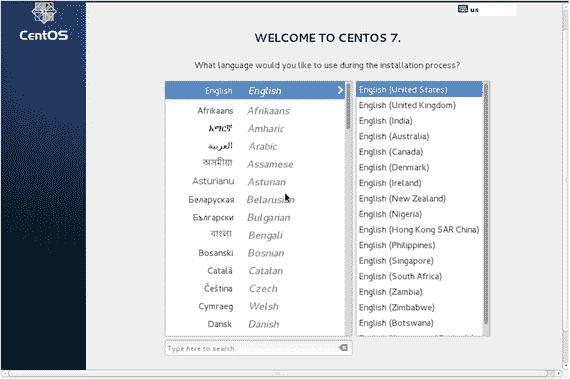 CentOS
us
WELCOME TO CENTOS 7.
What language would you like to use during the installation process?
English English
Afrikaans Afrikaans
አማርኛ Amharic
العربية Arabic
অসমীয়া Assamese
Asturianu Asturian
Беларуская Belarusian
Български Bulgarian
বাংলা Bengali
Bosanski Bosnian
Català Catalan
Čeština Czech
Cymraeg Welsh
Dansk Danish
Type here to search.
English (United States)
English (United Kingdom)
English (India)
English (Australia)
English (Canada)
English (Denmark)
English (Ireland)
English (New Zealand)
English (Nigeria)
English (Hong Kong SAR China)
English (Philippines)
English (Singapore)
English (South Africa)
English (Zambia)
English (Zimbabwe)
English (Botswana)